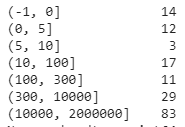 (-1, 0] 14
(0, 5] 12
(5, 10] 3
(10, 100] 17
(100, 300] 11
(300, 10000] 29
(10000, 2000000] 83